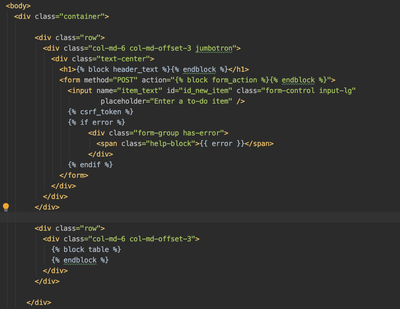 <body>
<div class="container">
<div class="row">
<div class="col-md-6 col-md-offset-3 jumbotron">
<div class="text-center">
<h1>{% block header_text %}{% endblock %}</h1>
<form method="POST" action="{% block form_action %}{% endblock %}">
<input name="item_text" id="id_new_item" class="form-control input-lg"
placeholder="Enter a to-do item" />
{% csrf_token %}
{% if error %}
<div class="form-group has-error">
<span class="help-block">{{ error }}</span>
</div>
{% endif %}
</form>
</div>
</div>
</div>
<div class="row">
<div class="col-md-6 col-md-offset-3">
{% block table %}
{% endblock %}
</div>
</div>
</div>